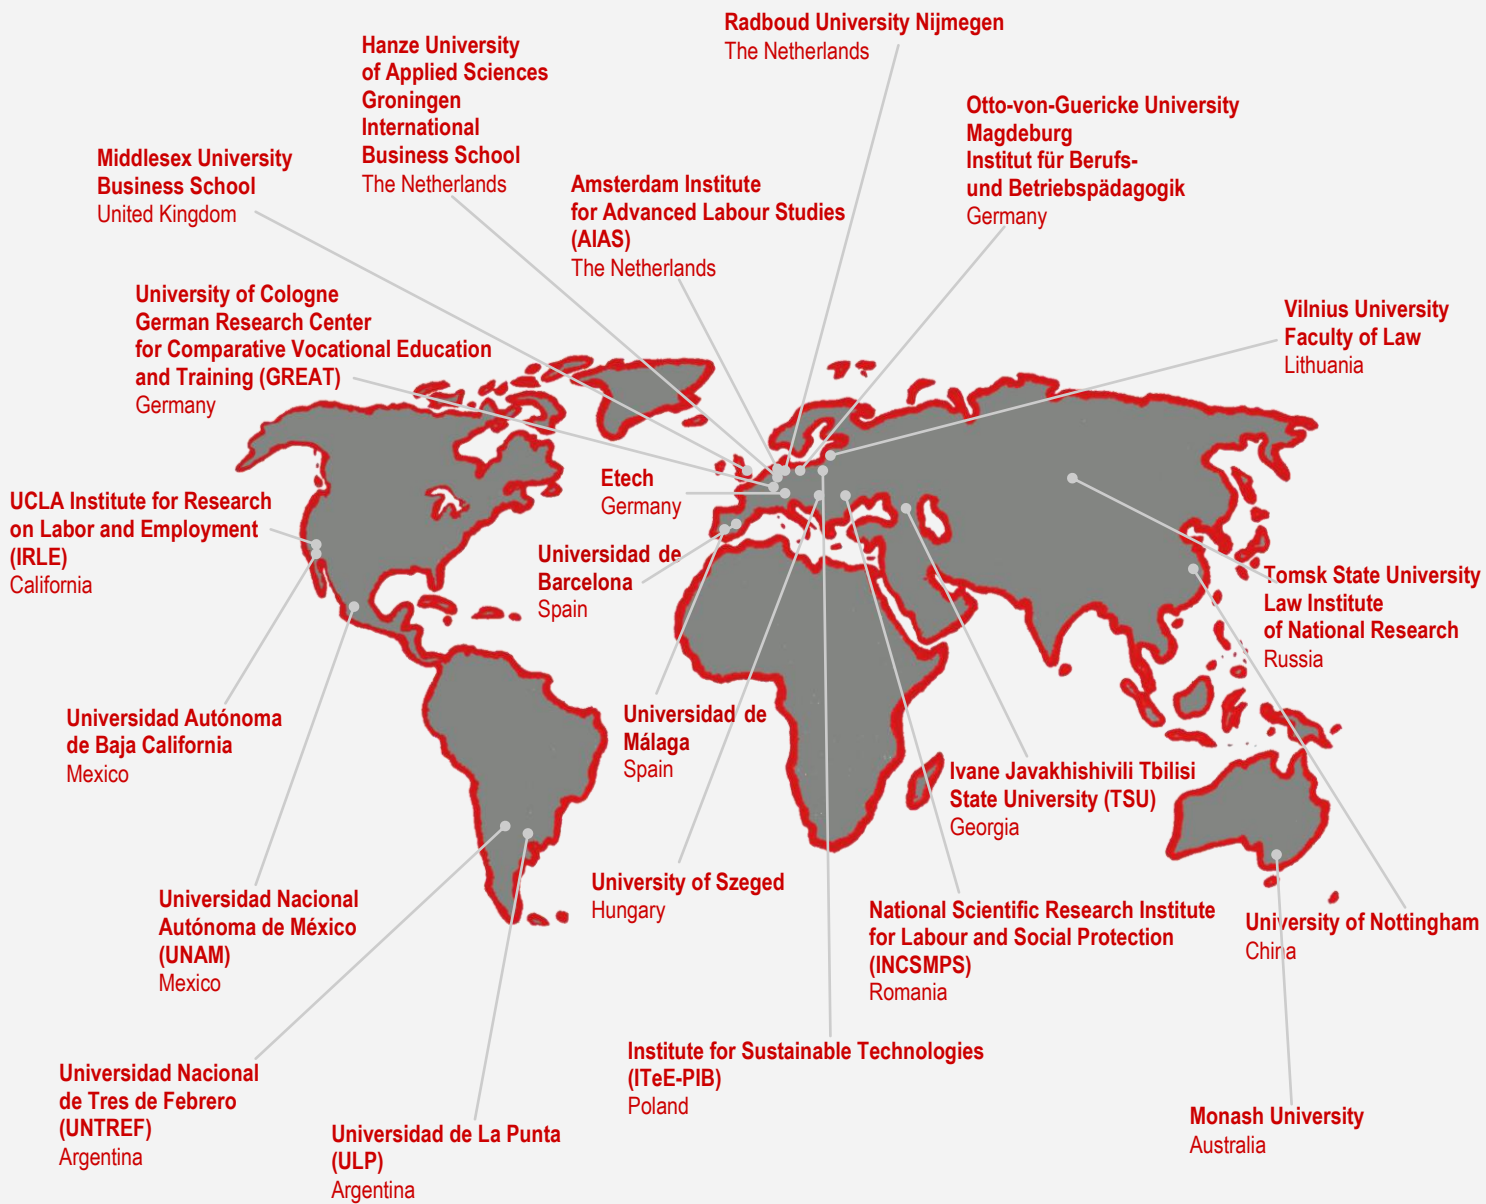 Radboud University Nijmegen
The Netherlands
Hanze University
of Applied Sciences
Groningen
International
Business School
The Netherlands
Otto-von-Guericke University
Magdeburg
Institut für Berufs-
und Betriebspädagogik
Germany
Middlesex University
Business School
United Kingdom
Amsterdam Institute
for Advanced Labour Studies
(AIAS)
The Netherlands
University of Cologne
German Research Center
for Comparative Vocational Education
and Training (GREAT)
Germany
Vilnius University
Faculty of Law
Lithuania
Etech
Germany
UCLA Institute for Research
on Labor and Employment
(IRLE)
California
Universidad de
Barcelona
Spain
Tomsk State University
Law Institute
of National Research
Russia
Universidad Autónoma
de Baja California
Mexico
Universidad de
Málaga
Spain
Ivane Javakhishivili Tbilisi
State University (TSU)
Georgia
University of Szeged
Hungary
Universidad Nacional
Autónoma de México
(UNAM)
Mexico
National Scientific Research Institute
for Labour and Social Protection
(INCSMPS)
Romania
University of Nottingham
China
Institute for Sustainable Technologies
(ITeE-PIB)
Poland
Universidad Nacional
de Tres de Febrero
(UNTREF)
Argentina
Universidad de La Punta
(ULP)
Argentina
Monash University
Australia